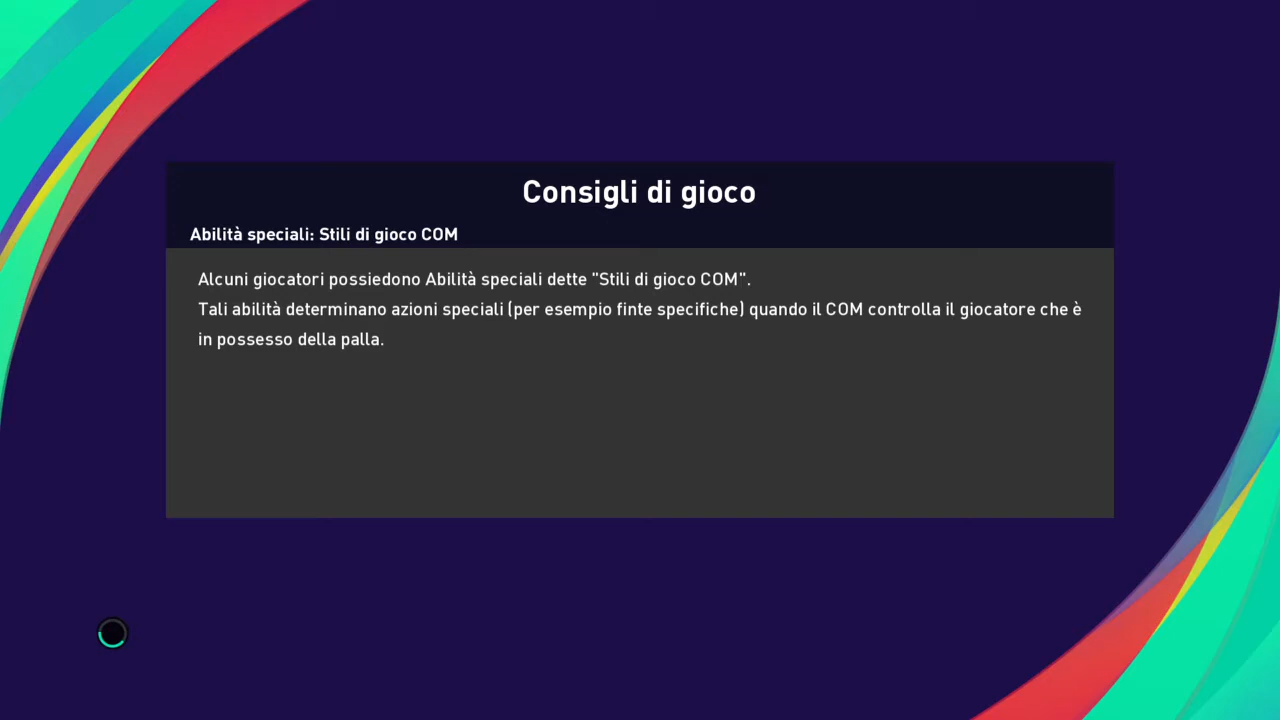 Consigli di gioco
Abilità speciali: Stili di gioco COM
Alcuni giocatori possiedono Abilità speciali dette "Stili di gioco COM".
Tali abilità determinano azioni speciali (per esempio finte specifiche) quando il COM controlla il giocatore che è
in possesso della palla.